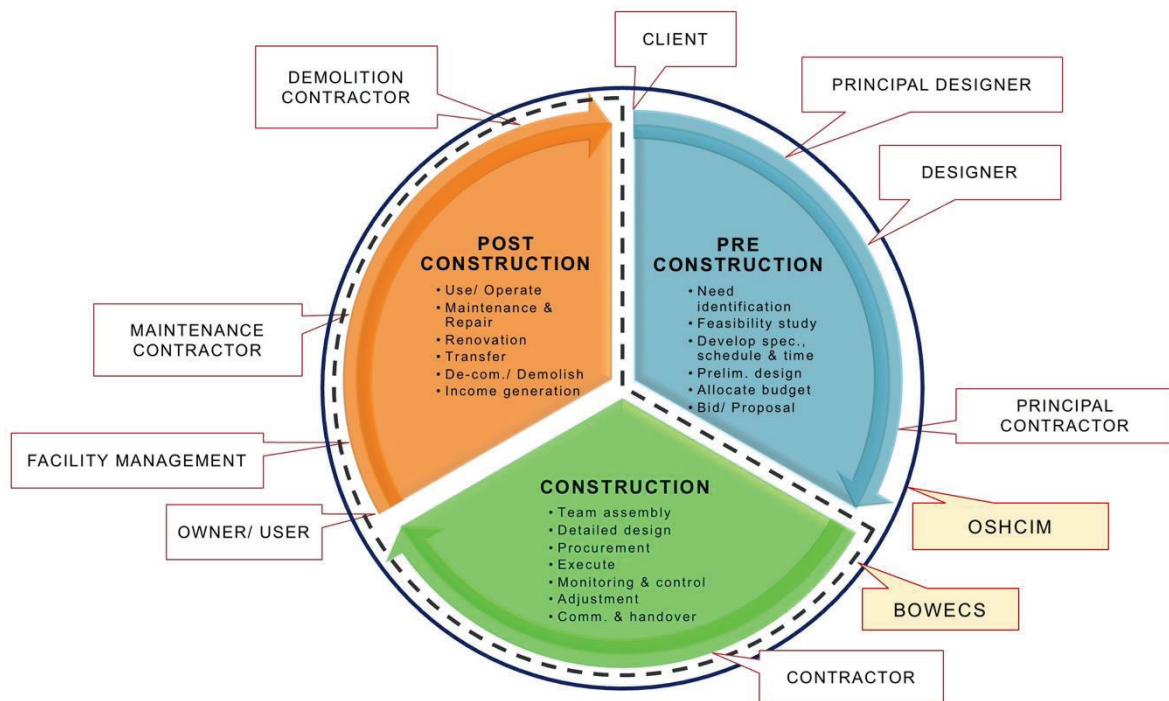 CLIENT
DEMOLITION
CONTRACTOR
PRINCIPAL DESIGNER
DESIGNER
POST
CONSTRUCTION
• Use/ Operate
• Maintenance &
Repair
• Renovation
• Transfer
• De-com./ Demolish
• Income generation
PRE
CONSTRUCTION
• Need
identification
• Feasibility study
• Develop spec.,
schedule & time
• Prelim. design
• Allocate budget
• Bid/ Proposal
MAINTENANCE
CONTRACTOR
PRINCIPAL
CONTRACTOR
FACILITY MANAGEMENT
OWNER/ USER
CONSTRUCTION
• Team assembly
• Detailed design
• Procurement
• Execute
• Monitoring & control
• Adjustment
• Comm. & handover
OSHCIM
BOWECS
CONTRACTOR